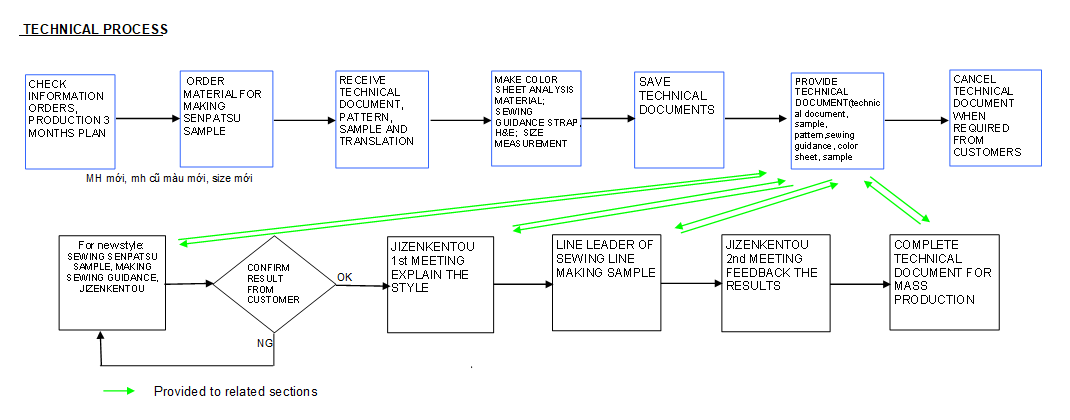 TECHNICAL PROCESS
CHECK
INFORMATION
ORDERS,
PRODUCTION 3
MONTHS PLAN
ORDER
MATERIAL FOR
MAKING
SENPATSU
SAMPLE
RECEIVE
TECHNICAL
DOCUMENT,
PATTERN,
SAMPLE AND
TRANSLATION
MAKE COLOR
SHEET ANALYSIS
MATERIAL;
SEWING
GUIDANCE STRAP,
H&E; SIZE
MEASUREMENT
SAVE
TECHNICAL
DOCUMENTS
PROVIDE
TECHNICAL
DOCUMENT(technic
al document,
sample,
pattern,sewing
guidance, color
sheet, sample
CANCEL
TECHNICAL
DOCUMENT
WHEN
REQUIRED
FROM
CUSTOMERS
MH mới, mh cũ màu mới, size mới
For newstyle:
SEWING SENPATSU
SAMPLE, MAKING
SEWING GUIDANCE,
JIZENKENTOU
CONFIRM
RESULT
FROM
CUSTOMER
OK
NG
JIZENKENTOU
1st MEETING
EXPLAIN THE
STYLE
LINE LEADER OF
SEWING LINE
MAKING SAMPLE
JIZENKENTOU
2nd MEETING
FEEDBACK THE
RESULTS
COMPLETE
TECHNICAL
DOCUMENT FOR
MASS
PRODUCTION
Provided to related sections